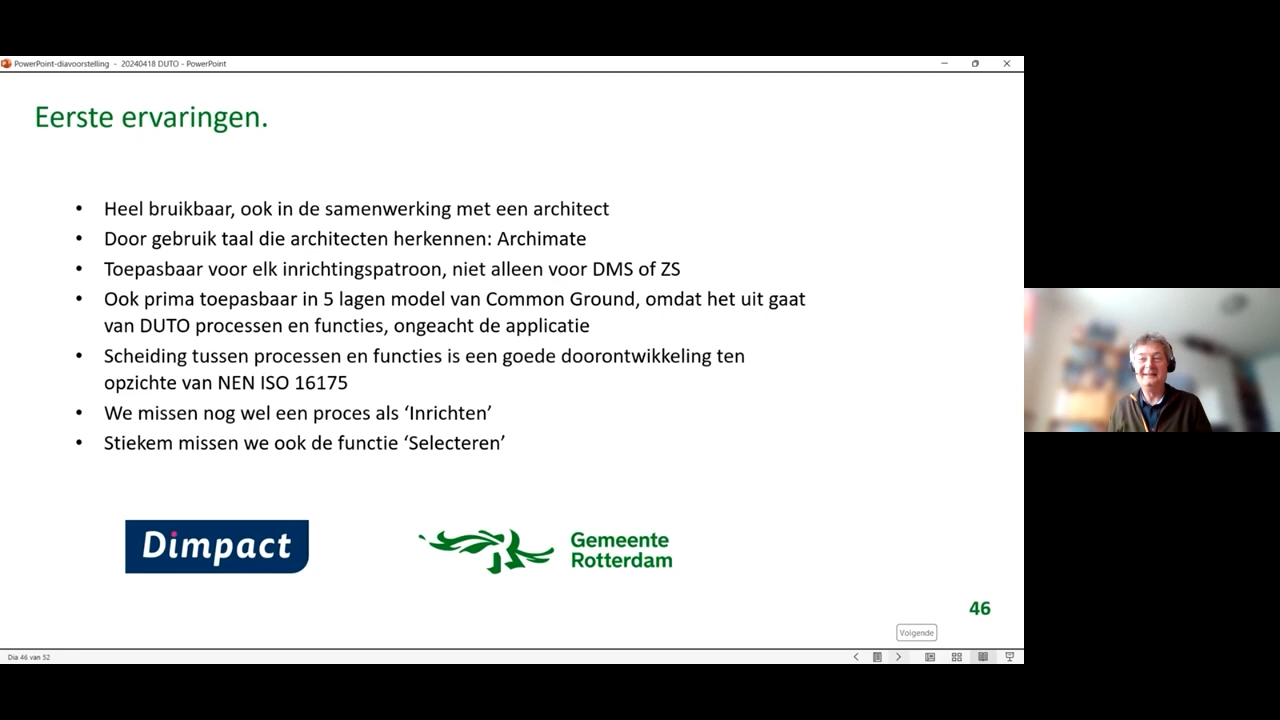 PowerPoint-diavoorstelling - 20240418 DUTO - PowerPoint
Eerste ervaringen.
• Heel bruikbaar, ook in de samenwerking met een architect
• Door gebruik taal die architecten herkennen: Archimate
• Toepasbaar voor elk inrichtingspatroon, niet alleen voor DMS of ZS
• Ook prima toepasbaar in 5 lagen model van Common Ground, omdat het uit gaat
van DUTO processen en functies, ongeacht de applicatie
• Scheiding tussen processen en functies is een goede doorontwikkeling ten
opzichte van NEN ISO 16175
• We missen nog wel een proces als ‘Inrichten’
• Stiekem missen we ook de functie ‘Selecteren’
Dimpact
Gemeente
Rotterdam
46
Volgende
Dia 46 van 52